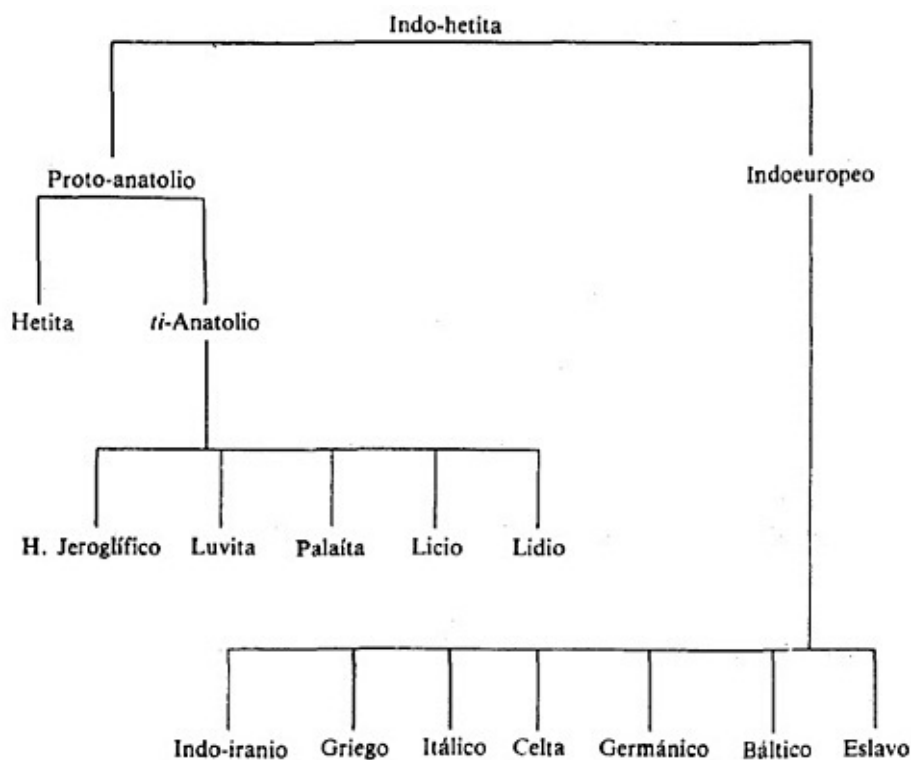 Indo-hetita
Proto-anatolio
Indoeuropeo
Hetita
ti-Anatolio
H. Jeroglífico Luvita Palaíta Licio Lidio
Indo-iranio Griego Itálico Celta Germánico Báltico Eslavo